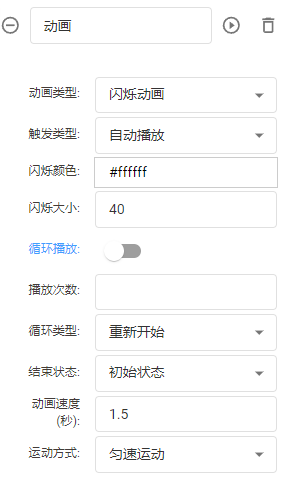 动画
动画类型: 闪烁动画
触发类型: 自动播放
闪烁颜色: #ffffff
闪烁大小: 40
循环播放:
播放次数:
循环类型: 重新开始
结束状态: 初始状态
动画速度
(秒): 1.5
运动方式: 匀速运动